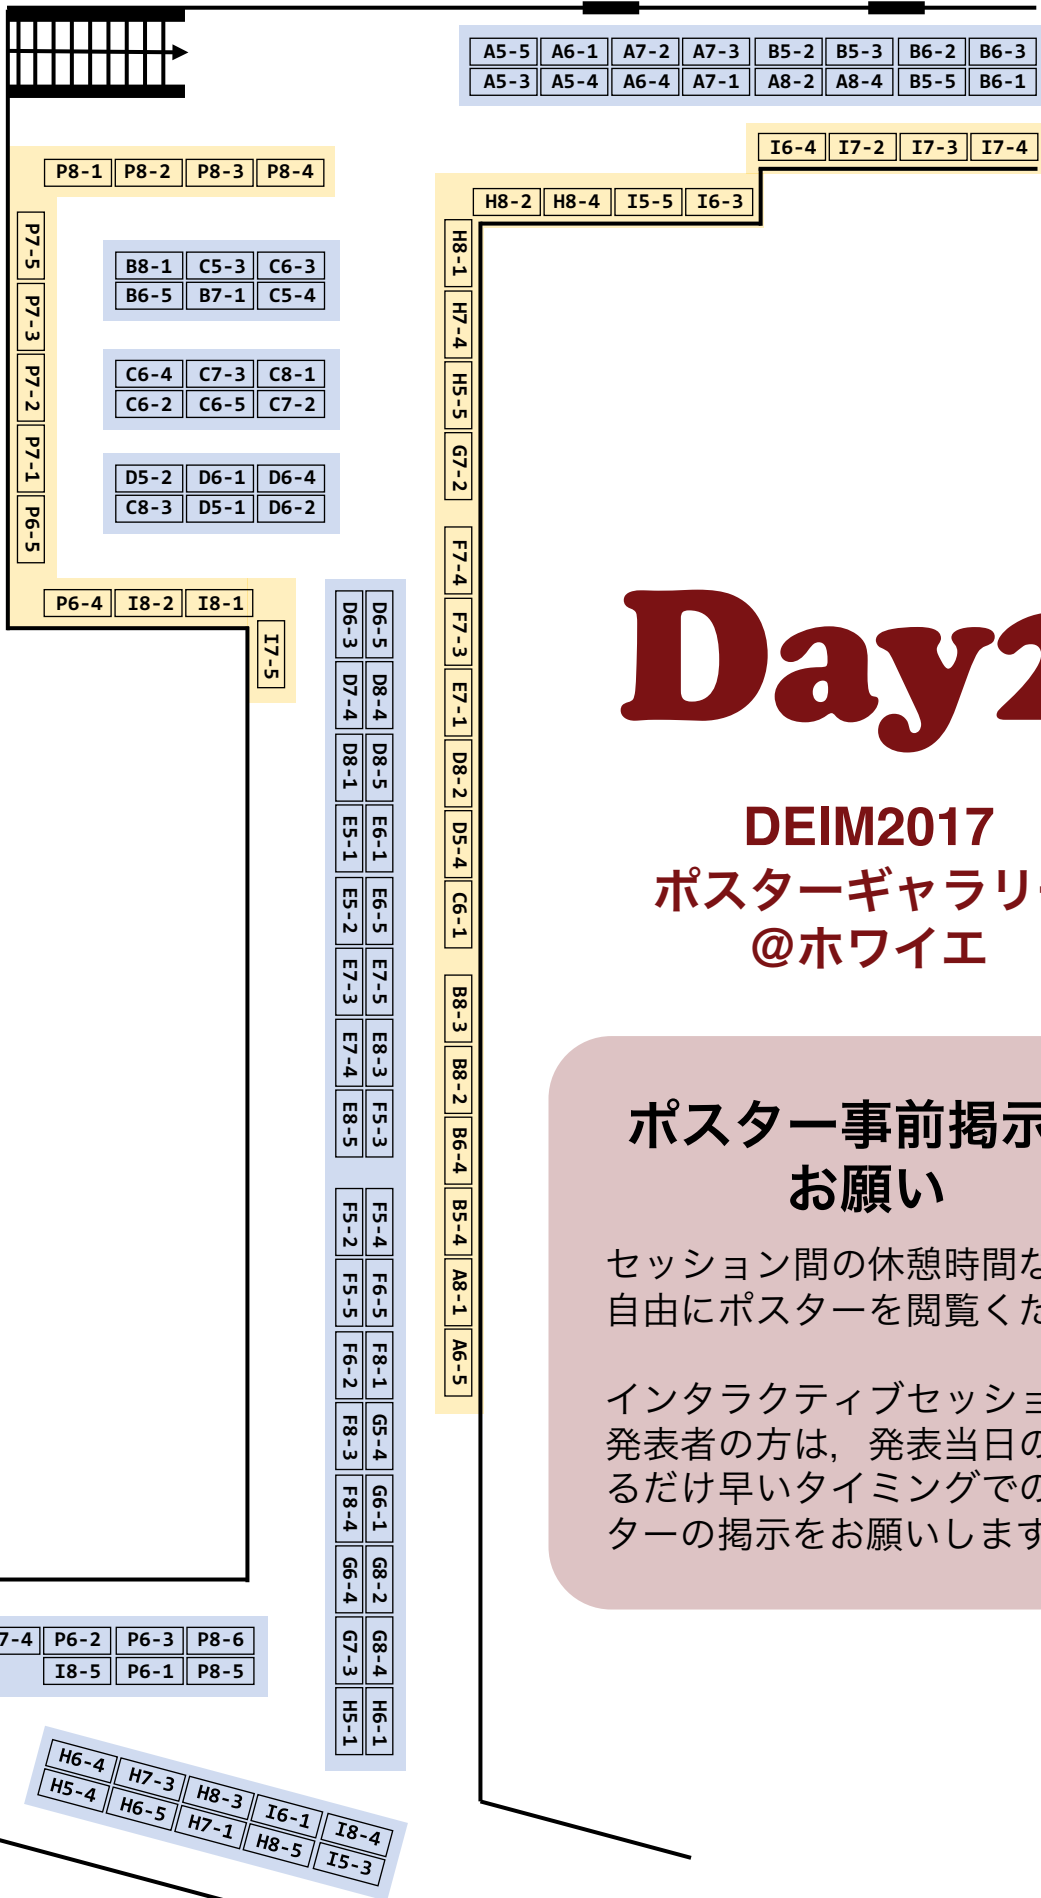 A5-5 A6-1 A7-2 A7-3 B5-2 B5-3 B6-2 B6-3
A5-3 A5-4 A6-4 A7-1 A8-2 A8-4 B5-5 B6-1
I6-4 I7-2 I7-3 I7-4
P8-1 P8-2 P8-3 P8-4
H8-2 H8-4 I5-5 I6-3
P7-5
P7-3
P7-2
P7-1
P6-5
B8-1 C5-3 C6-3
B6-5 B7-1 C5-4
C6-4 C7-3 C8-1
C6-2 C6-5 C7-2
D5-2 D6-1 D6-4
C8-3 D5-1 D6-2
P6-4 I8-2 I8-1
I7-5
H8-1
H7-4
H5-5
G7-2
F7-4
F7-3
E7-1
D8-2
D5-4
C6-1
B8-3
B8-2
B6-4
B5-4
A8-1
A6-5
D6-3 D6-5
D7-4 D8-4
D8-1 D8-5
E5-1 E6-1
E5-2 E6-5
E7-3 E7-5
E7-4 E8-3
E8-5 F5-3
F5-2 F5-4
F5-5 F6-5
F6-2 F8-1
F8-3 G5-4
F8-4 G6-1
G6-4 G8-2
G7-3 G8-4
H5-1 H6-1
Day2
DEIM2017
ポスターギャラリー
@ホワイエ
ポスター事前掲示
お願い
セッション間の休憩時間な
自由にポスターを閲覧くだ
インタラクティブセッショ
発表者の方は，発表当日の
るだけ早いタイミングでの
ターの掲示をお願いします
7-4 P6-2 P6-3 P8-6
I8-5 P6-1 P8-5
H6-4 H7-3 H8-3 I6-1 I8-4
H5-4 H6-5 H7-1 H8-5 I5-3